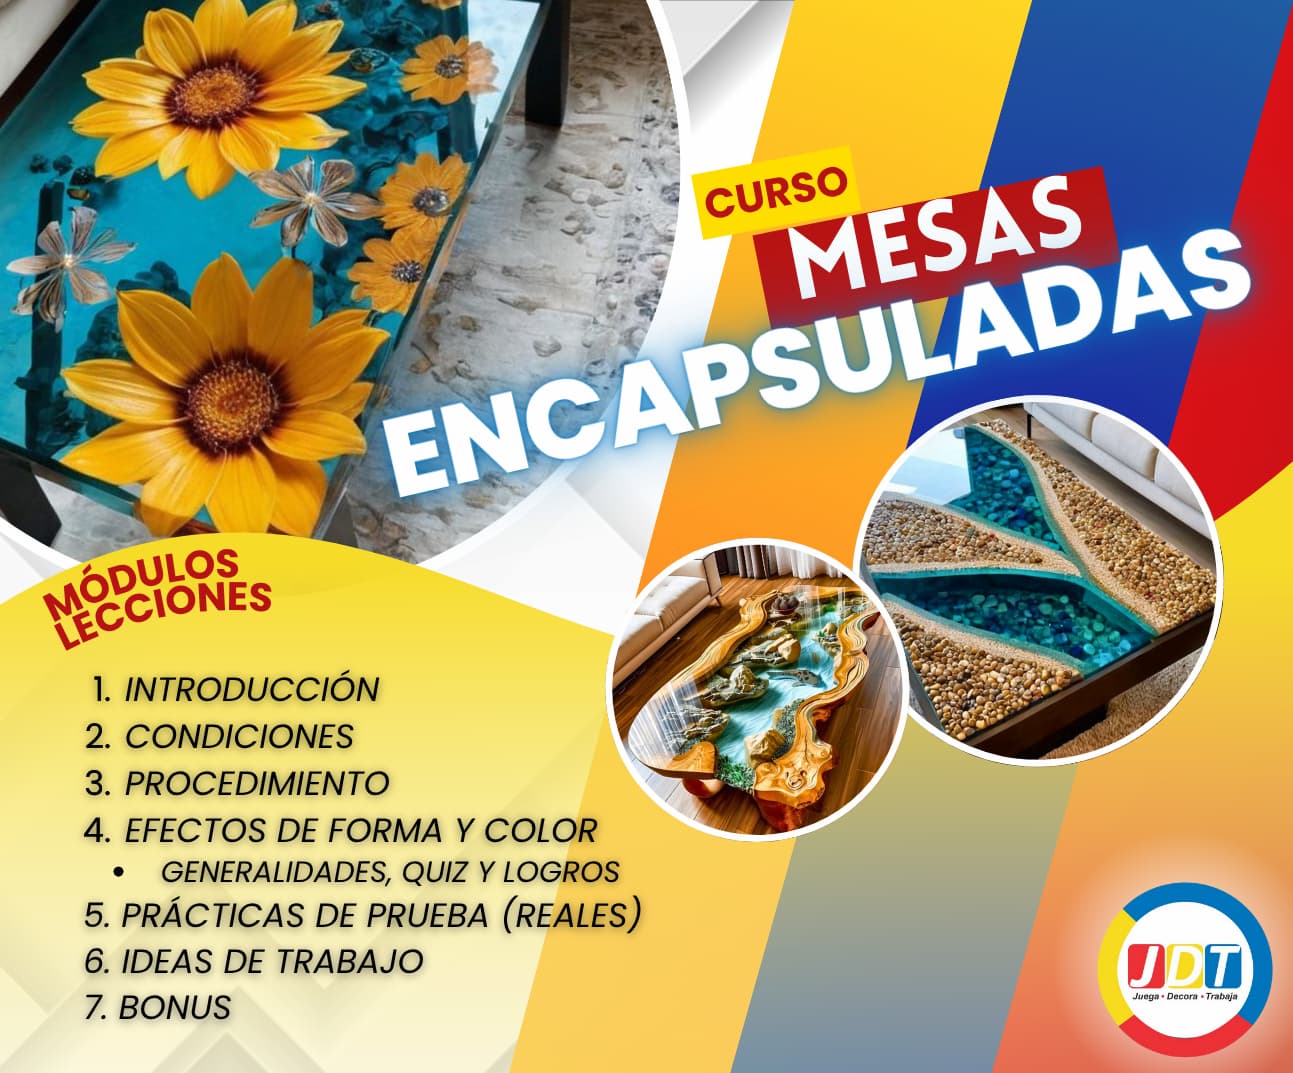 CURSO
MESAS
ENCAPSULADAS
MÓDULOS
LECCIONES
1. INTRODUCCIÓN
2. CONDICIONES
3. PROCEDIMIENTO
4. EFECTOS DE FORMA Y COLOR
• GENERALIDADES, QUIZ Y LOGROS
5. PRÁCTICAS DE PRUEBA (REALES)
6. IDEAS DE TRABAJO
7. BONUS
JDT
Juega • Decora • Trabaja